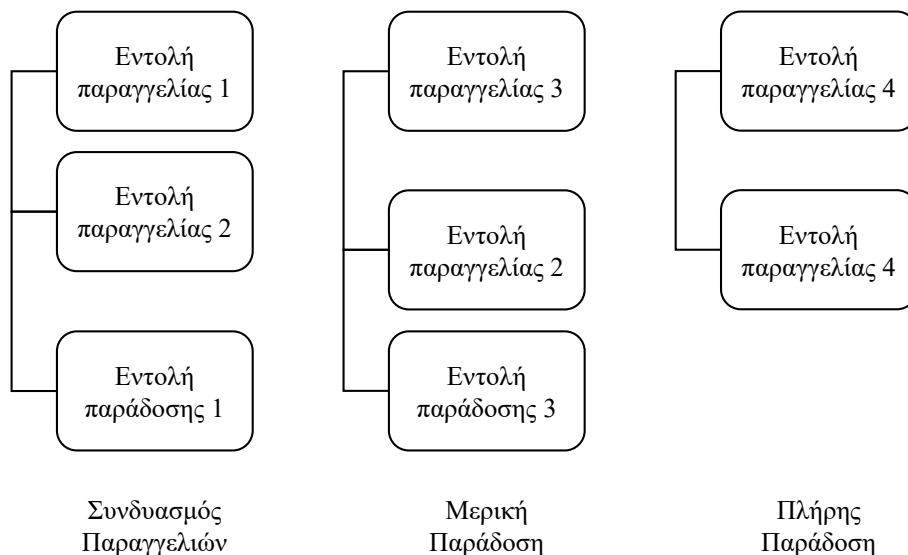 Εντολή
παραγγελίας 1
Εντολή
παραγγελίας 2
Εντολή
παράδοσης 1
Συνδυασμός
Παραγγελιών
Εντολή
παραγγελίας 3
Εντολή
παραγγελίας 2
Εντολή
παράδοσης 3
Μερική
Παράδοση
Εντολή
παραγγελίας 4
Εντολή
παραγγελίας 4
Πλήρης
Παράδοση